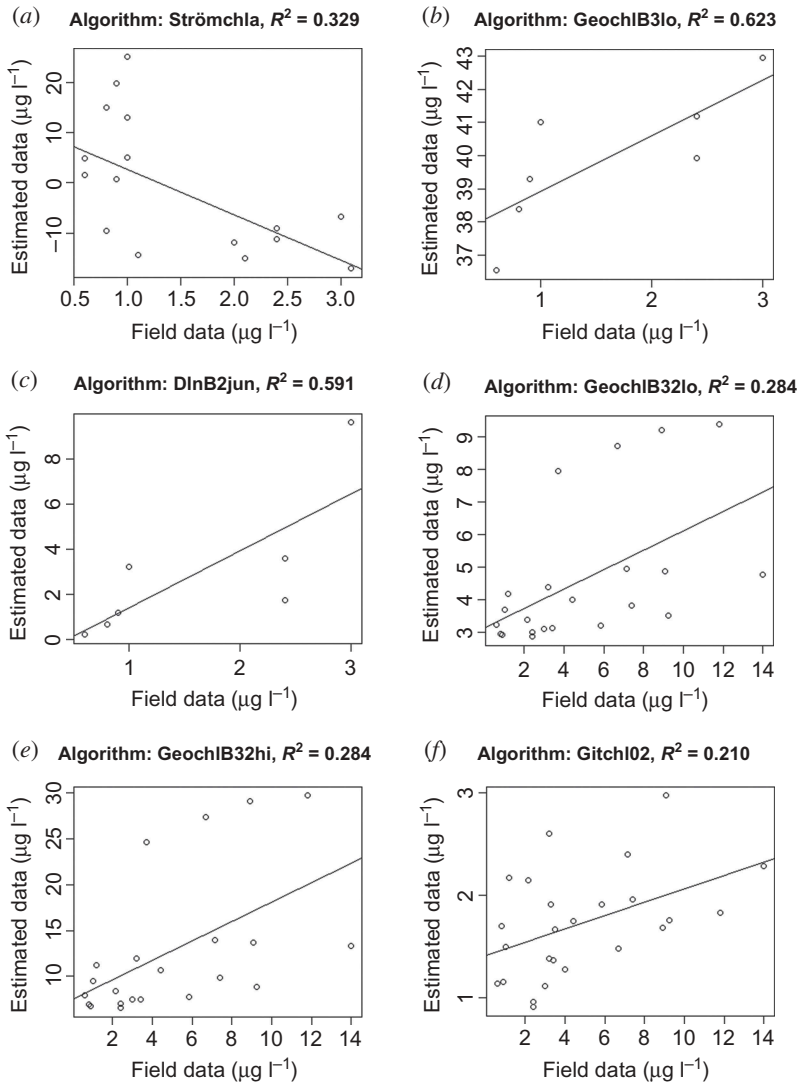 (a) Algorithm: Strömchla, R² = 0.329
Estimated data (µg l⁻¹)
20
10
0
−10
0.5 1.0 1.5 2.0 2.5 3.0
Field data (µg l⁻¹)
(b) Algorithm: GeochlB3lo, R² = 0.623
Estimated data (µg l⁻¹)
43
42
41
40
39
38
37
1 2 3
Field data (µg l⁻¹)
(c) Algorithm: DlnB2jun, R² = 0.591
Estimated data (µg l⁻¹)
8
6
4
2
0
1 2 3
Field data (µg l⁻¹)
(d) Algorithm: GeochlB32lo, R² = 0.284
Estimated data (µg l⁻¹)
9
8
7
6
5
4
3
2 4 6 8 10 12 14
Field data (µg l⁻¹)
(e) Algorithm: GeochlB32hi, R² = 0.284
Estimated data (µg l⁻¹)
30
25
20
15
10
2 4 6 8 10 12 14
Field data (µg l⁻¹)
(f) Algorithm: Gitchl02, R² = 0.210
Estimated data (µg l⁻¹)
3
2
1
2 4 6 8 10 12 14
Field data (µg l⁻¹)